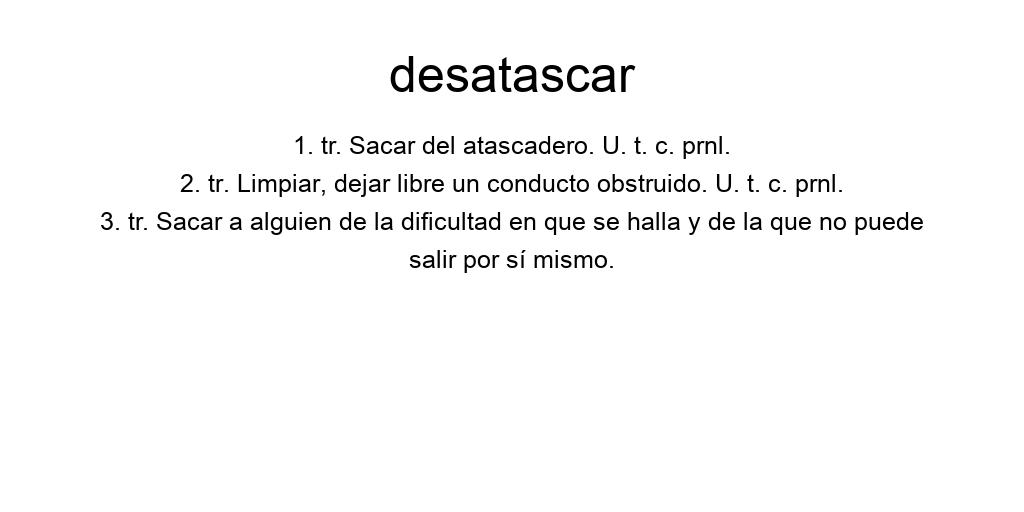 desatascar
1. tr. Sacar del atascadero. U. t. c. prnl.
2. tr. Limpiar, dejar libre un conducto obstruido. U. t. c. prnl.
3. tr. Sacar a alguien de la dificultad en que se halla y de la que no puede
salir por sí mismo.